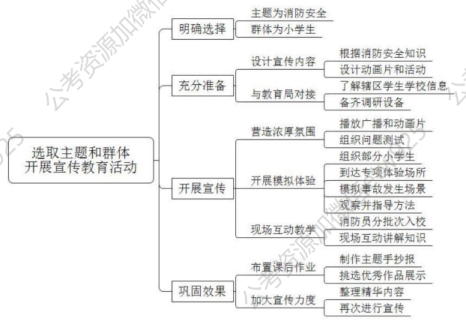 选取主题和群体
开展宣传教育活动
明确选择
主题为消防安全
群体为小学生
充分准备
设计宣传内容
根据消防安全知识
设计动画片和活动
与教育局对接
了解辖区学生学校信息
备齐调研设备
开展宣传
营造浓厚氛围
播放广播和动画片
组织问题测试
开展模拟体验
组织部分小学生
到达专项体验场所
模拟事故发生场景
观察并指导方法
现场互动教学
消防员分批次入校
现场互动讲解知识
巩固效果
布置课后作业
制作主题手抄报
挑选优秀作品展示
加大宣传力度
整理精华内容
再次进行宣传